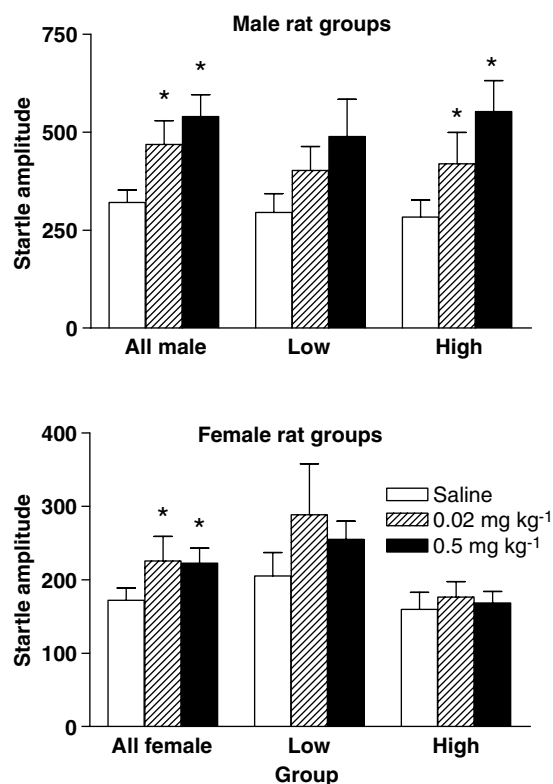 Male rat groups
750
500
250
0
Startle amplitude
* * * *
All male Low High
Female rat groups
400
300
200
100
0
Startle amplitude
* *
Saline
0.02 mg kg⁻¹
0.5 mg kg⁻¹
All female Low High
Group